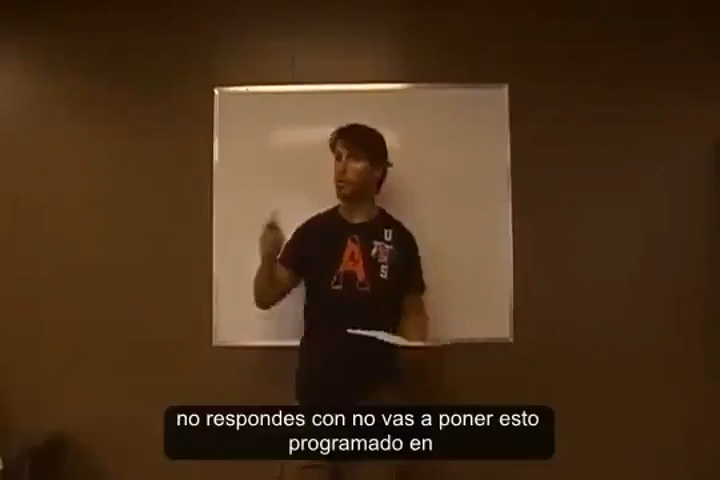 A
U
S
no respondes con no vas a poner esto
programado en